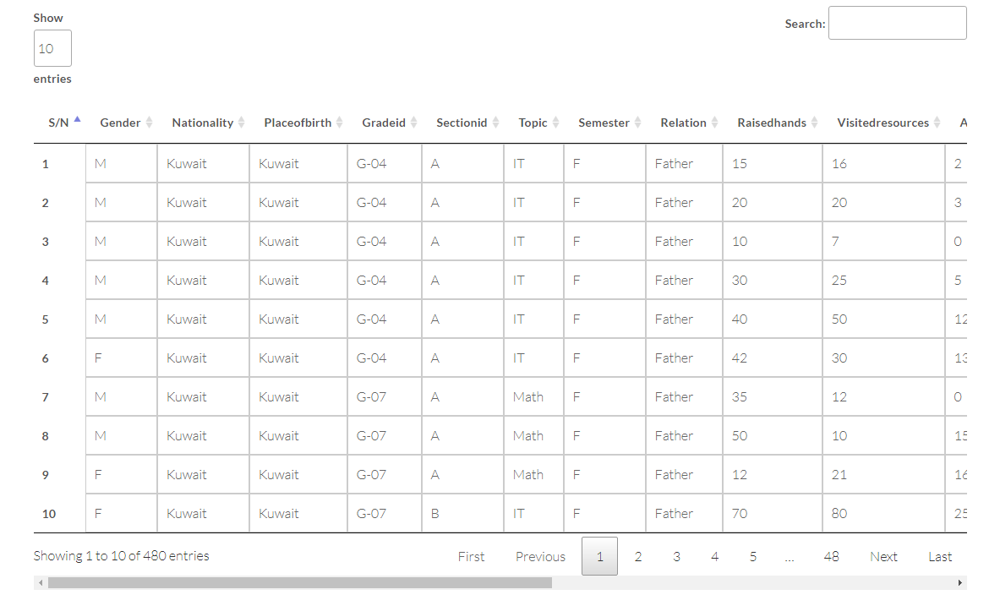 Show
Search:
10
entries
S/N Gender Nationality Placeofbirth Gradeid Sectionid Topic Semester Relation Raisedhands Visitedresources A
1 M Kuwait Kuwait G-04 A IT F Father 15 16 2
2 M Kuwait Kuwait G-04 A IT F Father 20 20 3
3 M Kuwait Kuwait G-04 A IT F Father 10 7 0
4 M Kuwait Kuwait G-04 A IT F Father 30 25 5
5 M Kuwait Kuwait G-04 A IT F Father 40 50 12
6 F Kuwait Kuwait G-04 A IT F Father 42 30 13
7 M Kuwait Kuwait G-07 A Math F Father 35 12 0
8 M Kuwait Kuwait G-07 A Math F Father 50 10 15
9 F Kuwait Kuwait G-07 A Math F Father 12 21 16
10 F Kuwait Kuwait G-07 B IT F Father 70 80 25
Showing 1 to 10 of 480 entries First Previous 1 2 3 4 5 ... 48 Next Last